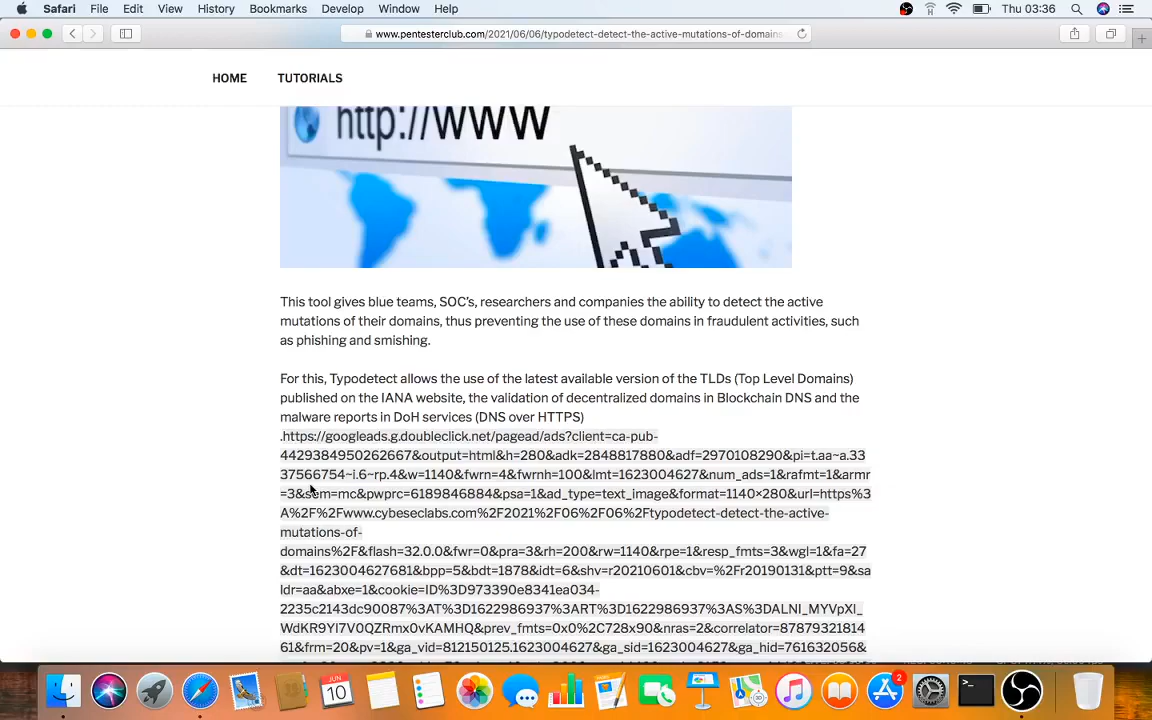 Safari File Edit View History Bookmarks Develop Window Help Thu 03:36
www.pentesterclub.com/2021/06/06/typodetect-detect-the-active-mutations-of-domains
HOME TUTORIALS
http://www
This tool gives blue teams, SOC’s, researchers and companies the ability to detect the active
mutations of their domains, thus preventing the use of these domains in fraudulent activities, such
as phishing and smishing.
For this, Typodetect allows the use of the latest available version of the TLDs (Top Level Domains)
published on the IANA website, the validation of decentralized domains in Blockchain DNS and the
malware reports in DoH services (DNS over HTTPS)
.https://googleads.g.doubleclick.net/pagead/ads?client=ca-pub-
4429384950262667&output=html&h=280&adk=2848817880&adf=2970108290&pi=t.aa~a.33
37566754~i.6~rp.4&w=1140&fwrn=4&fwrnh=100&lmt=1623004627&num_ads=1&rafmt=1&armr
=3&sem=mc&pwprc=6189846884&psa=1&ad_type=text_image&format=1140×280&url=https%3
A%2F%2Fwww.cybeseclabs.com%2F2021%2F06%2F06%2Ftypodetect-detect-the-active-
mutations-of-
domains%2F&flash=32.0.0&fwr=0&pra=3&rh=200&rw=1140&rpe=1&resp_fmts=3&wgl=1&fa=27
&dt=1623004627681&bpp=5&bdt=1878&idt=6&shv=r20210601&cbv=%2Fr20190131&ptt=9&sa
ldr=aa&abxe=1&cookie=ID%3D973390e8341ea034-
2235c2143dc90087%3AT%3D1622986937%3ART%3D1622986937%3AS%3DALNI_MYVpXI_
WdKR9Yl7V0QZRmx0vKAMHQ&prev_fmts=0x0%2C728x90&nras=2&correlator=87879321814
61&frm=20&pv=1&ga_vid=812150125.1623004627&ga_sid=1623004627&ga_hid=761632056&
JUN
10
2